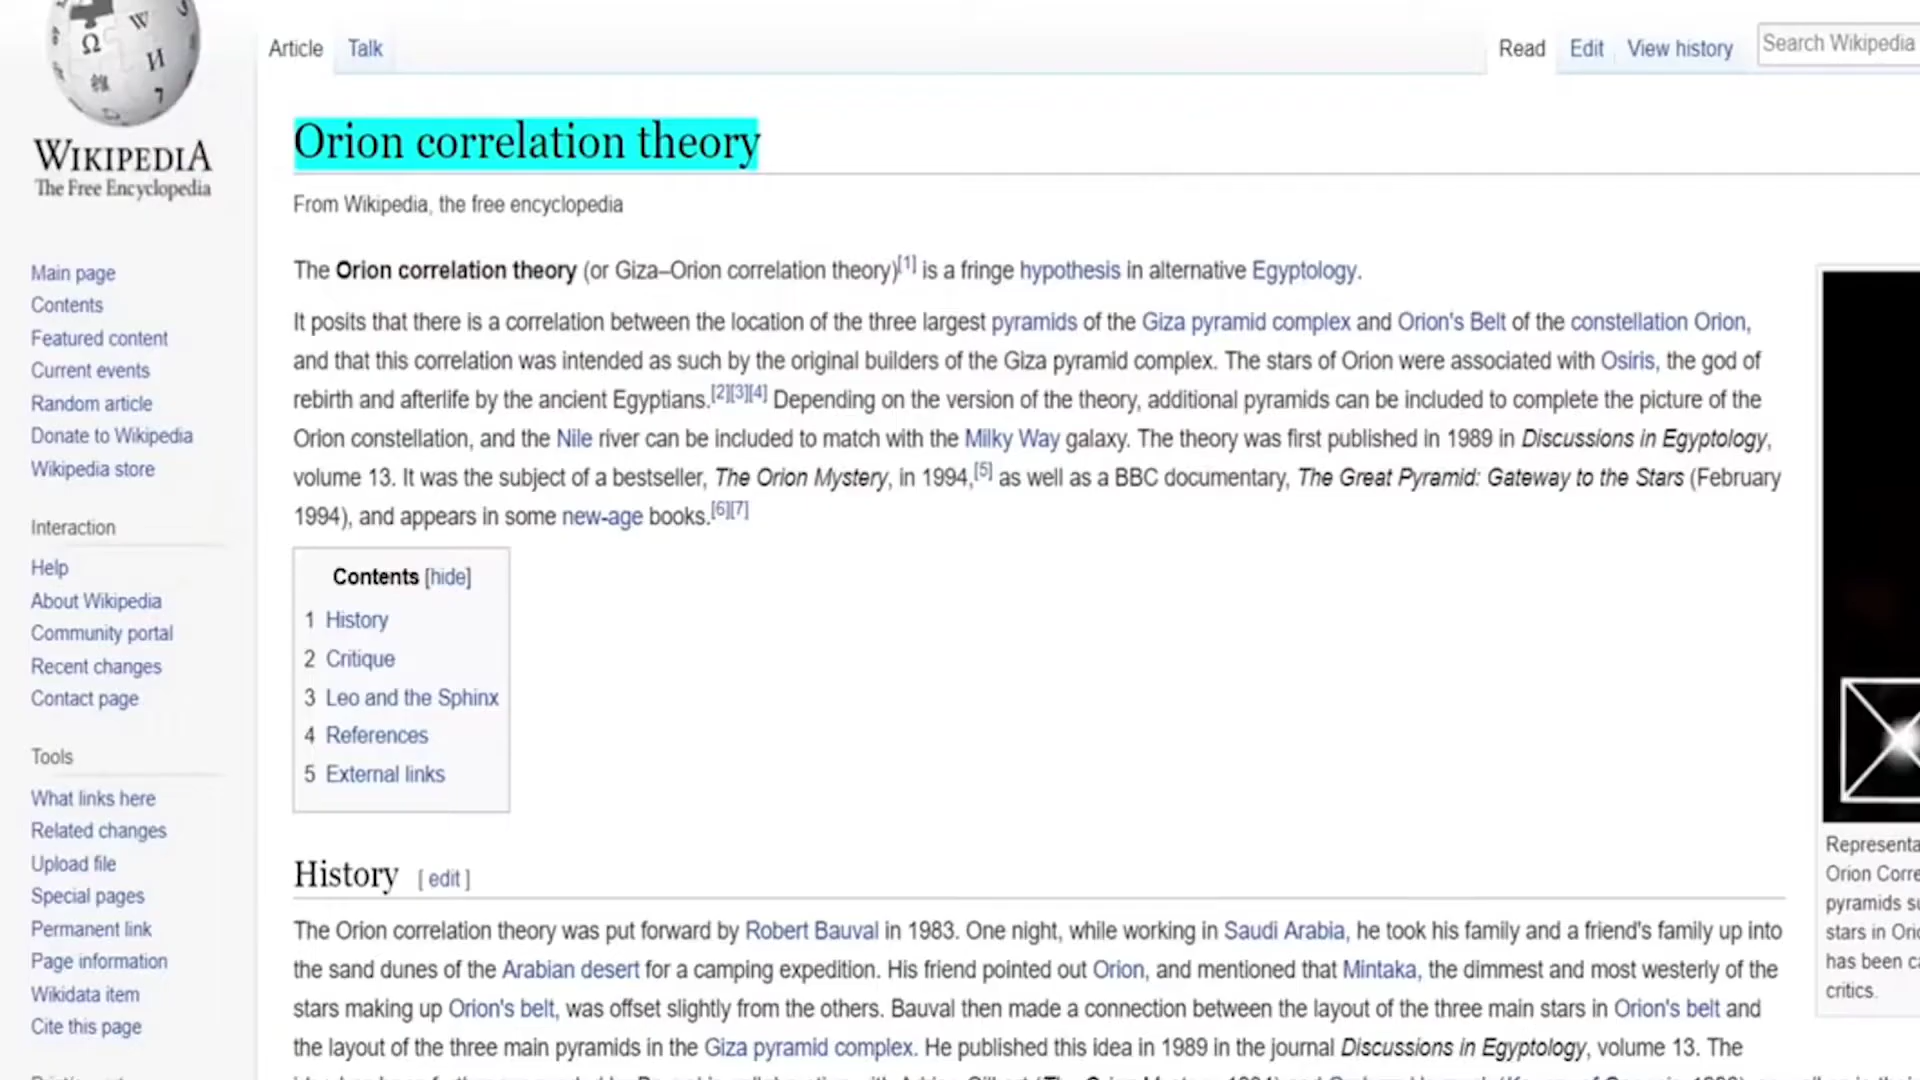 Article Talk Read Edit View history Search Wikipedia
WIKIPEDIA
The Free Encyclopedia
Main page
Contents
Featured content
Current events
Random article
Donate to Wikipedia
Wikipedia store
Interaction
Help
About Wikipedia
Community portal
Recent changes
Contact page
Tools
What links here
Related changes
Upload file
Special pages
Permanent link
Page information
Wikidata item
Cite this page
Orion correlation theory
From Wikipedia, the free encyclopedia
The Orion correlation theory (or Giza–Orion correlation theory)[1] is a fringe hypothesis in alternative Egyptology.
It posits that there is a correlation between the location of the three largest pyramids of the Giza pyramid complex and Orion's Belt of the constellation Orion,
and that this correlation was intended as such by the original builders of the Giza pyramid complex. The stars of Orion were associated with Osiris, the god of
rebirth and afterlife by the ancient Egyptians.[2][3][4] Depending on the version of the theory, additional pyramids can be included to complete the picture of the
Orion constellation, and the Nile river can be included to match with the Milky Way galaxy. The theory was first published in 1989 in Discussions in Egyptology,
volume 13. It was the subject of a bestseller, The Orion Mystery, in 1994,[5] as well as a BBC documentary, The Great Pyramid: Gateway to the Stars (February
1994), and appears in some new-age books.[6][7]
Contents [hide]
1 History
2 Critique
3 Leo and the Sphinx
4 References
5 External links
History [ edit ]
The Orion correlation theory was put forward by Robert Bauval in 1983. One night, while working in Saudi Arabia, he took his family and a friend's family up into
the sand dunes of the Arabian desert for a camping expedition. His friend pointed out Orion, and mentioned that Mintaka, the dimmest and most westerly of the
stars making up Orion's belt, was offset slightly from the others. Bauval then made a connection between the layout of the three main stars in Orion's belt and
the layout of the three main pyramids in the Giza pyramid complex. He published this idea in 1989 in the journal Discussions in Egyptology, volume 13. The
Representa
Orion Corre
pyramids su
stars in Orio
has been ca
critics.